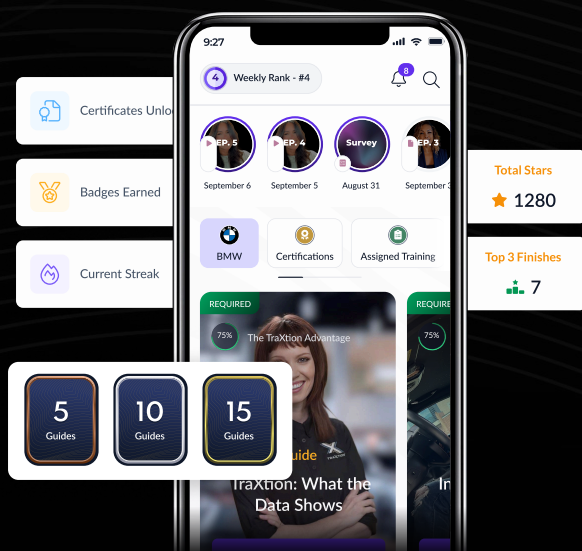 9:27
4
Weekly Rank - #4
8
EP. 5
EP. 4
Survey
EP. 3
September 6
September 5
August 31
September 3
Certificates Unlo
Badges Earned
Current Streak
Total Stars
1280
Top 3 Finishes
7
BMW
Certifications
Assigned Training
REQUIRED
REQUIRE
75%
The TraXtion Advantage
75%
5
Guides
10
Guides
15
Guides
uide
X
TRAXTION
TraXtion: What the
Data Shows
In